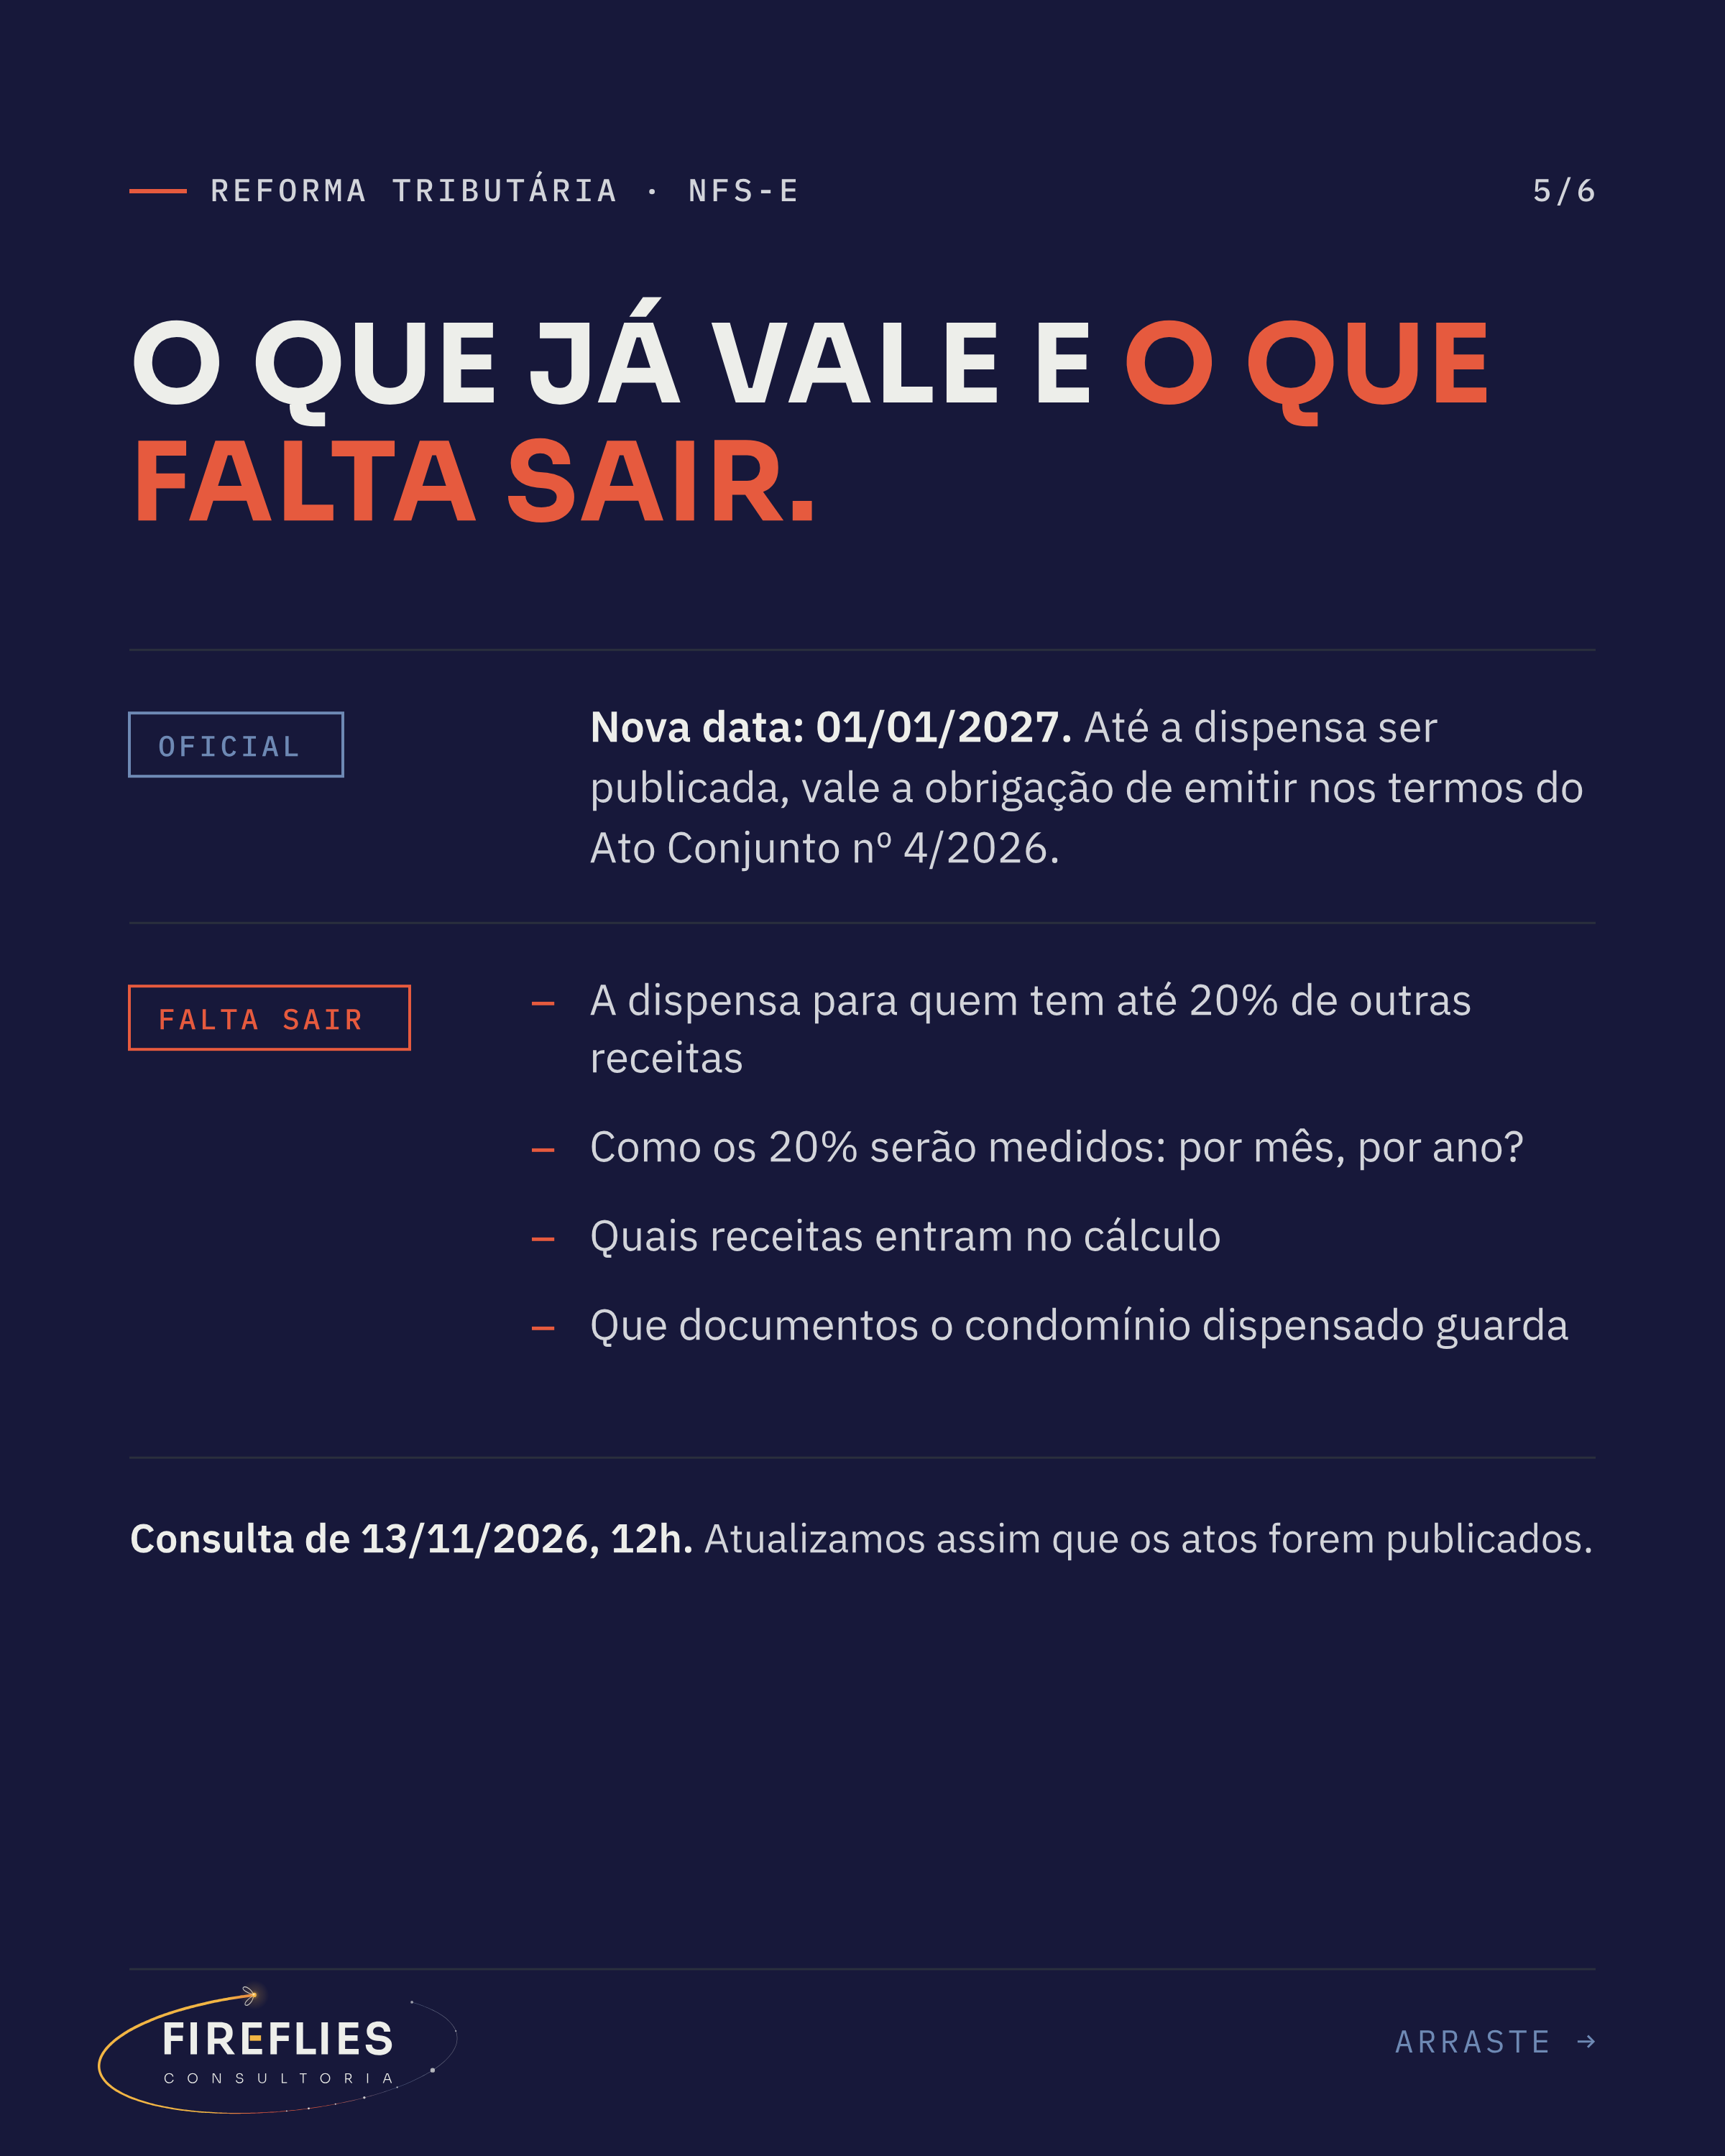 REFORMA TRIBUTÁRIA · NFS-E
5/6
O QUE JÁ VALE E O QUE
FALTA SAIR.
OFICIAL
Nova data: 01/01/2027. Até a dispensa ser
publicada, vale a obrigação de emitir nos termos do
Ato Conjunto nº 4/2026.
FALTA SAIR
– A dispensa para quem tem até 20% de outras
receitas
– Como os 20% serão medidos: por mês, por ano?
– Quais receitas entram no cálculo
– Que documentos o condomínio dispensado guarda
Consulta de 13/11/2026, 12h. Atualizamos assim que os atos forem publicados.
FIREFLIES
CONSULTORIA
ARRASTE →